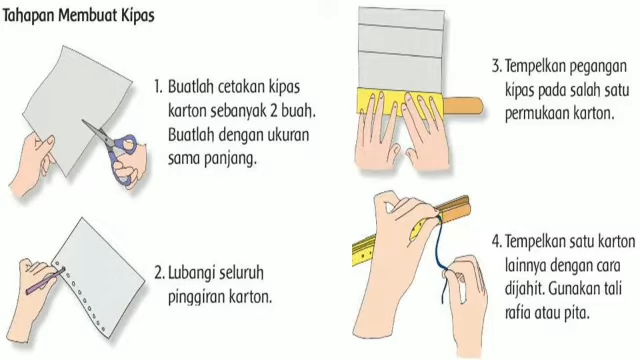 Tahapan Membuat Kipas
1. Buatlah cetakan kipas
karton sebanyak 2 buah.
Buatlah dengan ukuran
sama panjang.
2. Lubangi seluruh
pinggiran karton.
3. Tempelkan pegangan
kipas pada salah satu
permukaan karton.
4. Tempelkan satu karton
lainnya dengan cara
dijahit. Gunakan tali
rafia atau pita.